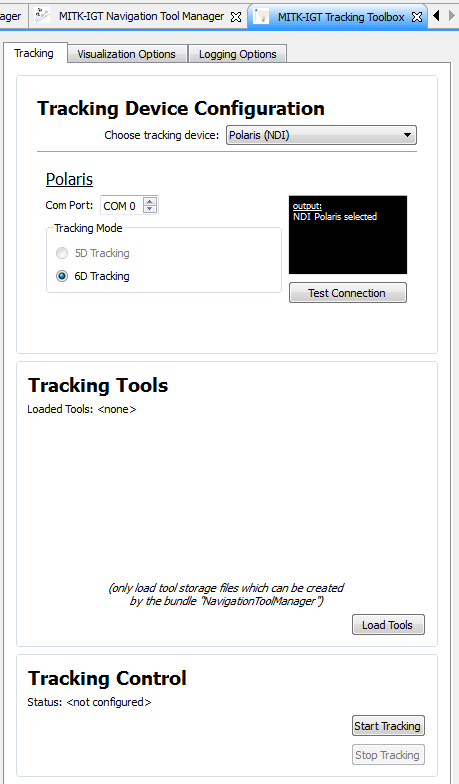 ager
MITK-IGT Navigation Tool Manager
MITK-IGT Tracking Toolbox
Tracking
Visualization Options
Logging Options
Tracking Device Configuration
Choose tracking device: Polaris (NDI)
Polaris
Com Port: COM 0
output:
NDI Polaris selected
Tracking Mode
5D Tracking
6D Tracking
Test Connection
Tracking Tools
Loaded Tools: <none>
(only load tool storage files which can be created
by the bundle "NavigationToolManager")
Load Tools
Tracking Control
Status: <not configured>
Start Tracking
Stop Tracking